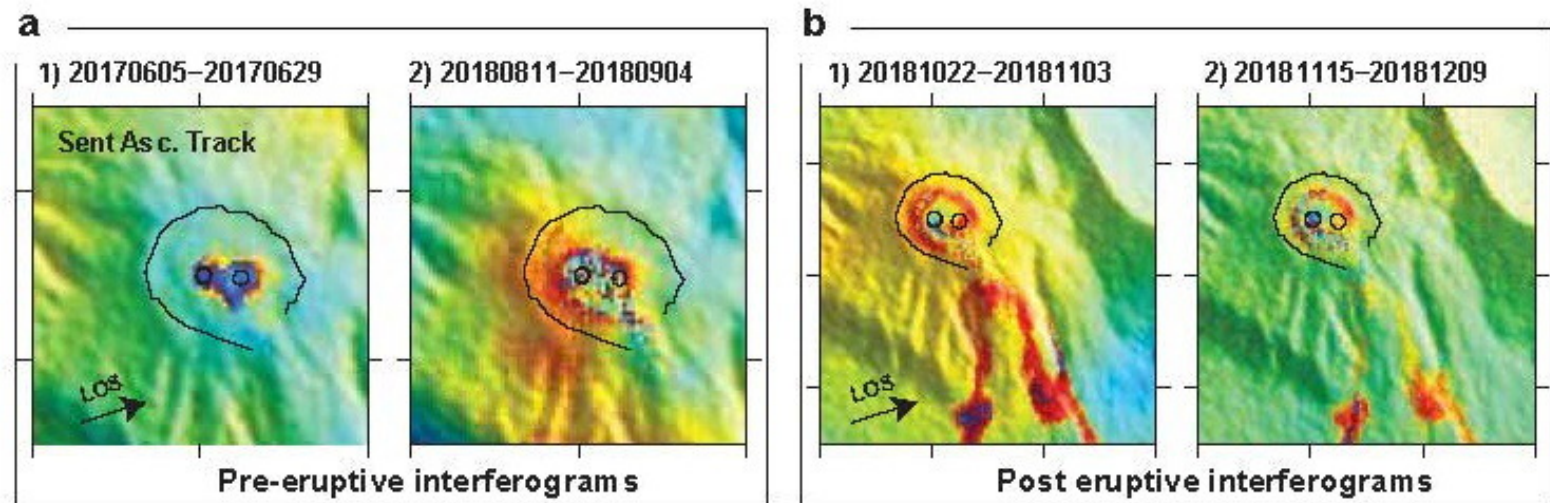 a
1) 20170605–20170629
2) 20180811–20180904
Sent Asc. Track
LOS
Pre-eruptive interferograms
b
1) 20181022–20181103
2) 20181115–20181209
LOS
Post eruptive interferograms